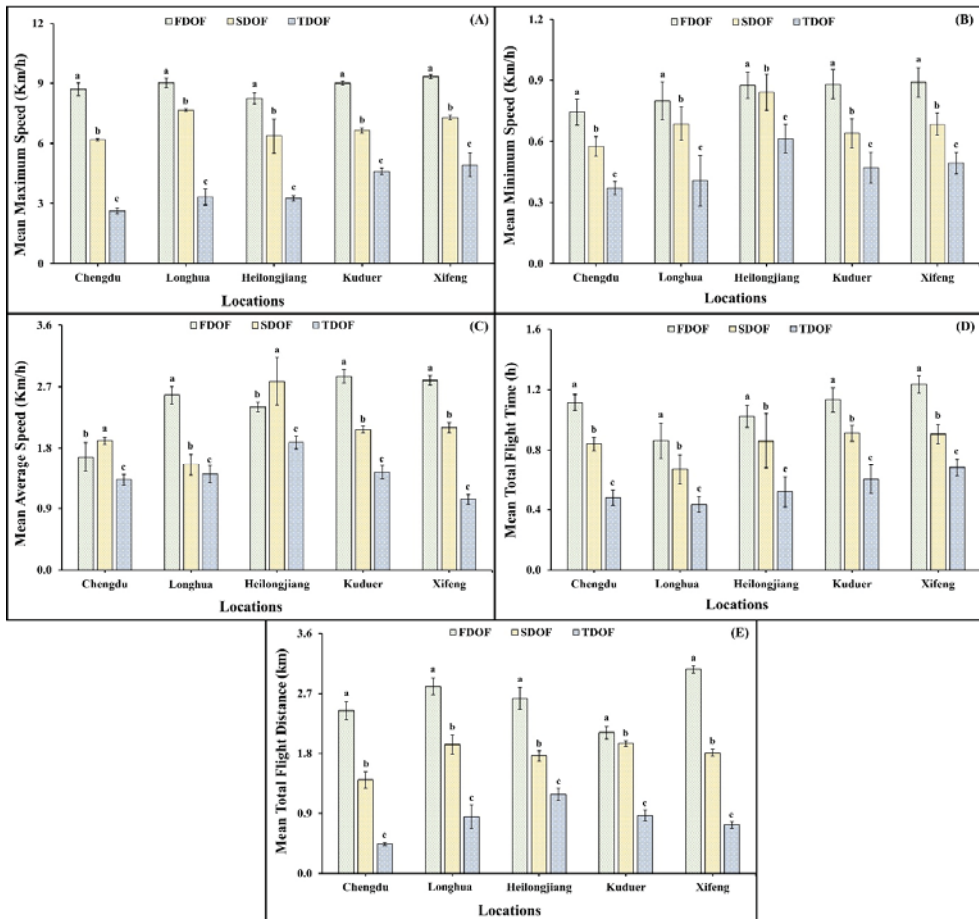 (A)
FDOF SDOF TDOF
Mean Maximum Speed (Km/h)
12
9
6
3
0
a b c a b c a b c a b c a b c
Chengdu Longhua Heilongjiang Kuduer Xifeng
Locations
(B)
FDOF SDOF TDOF
Mean Minimum Speed (Km/h)
1.2
0.9
0.6
0.3
0.0
a b c a b c a b c a b c a b c
Chengdu Longhua Heilongjiang Kuduer Xifeng
Locations
(C)
FDOF SDOF TDOF
Mean Average Speed (Km/h)
3.6
2.7
1.8
0.9
0.0
b a c a b c b a c a b c a b c
Chengdu Longhua Heilongjiang Kuduer Xifeng
Locations
(D)
FDOF SDOF TDOF
Mean Total Flight Time (h)
1.6
1.2
0.8
0.4
0.0
a b c a b c a b c a b c a b c
Chengdu Longhua Heilongjiang Kuduer Xifeng
Locations
(E)
FDOF SDOF TDOF
Mean Total Flight Distance (km)
3.6
2.7
1.8
0.9
0.0
a b c a b c a b c a b c a b c
Chengdu Longhua Heilongjiang Kuduer Xifeng
Locations